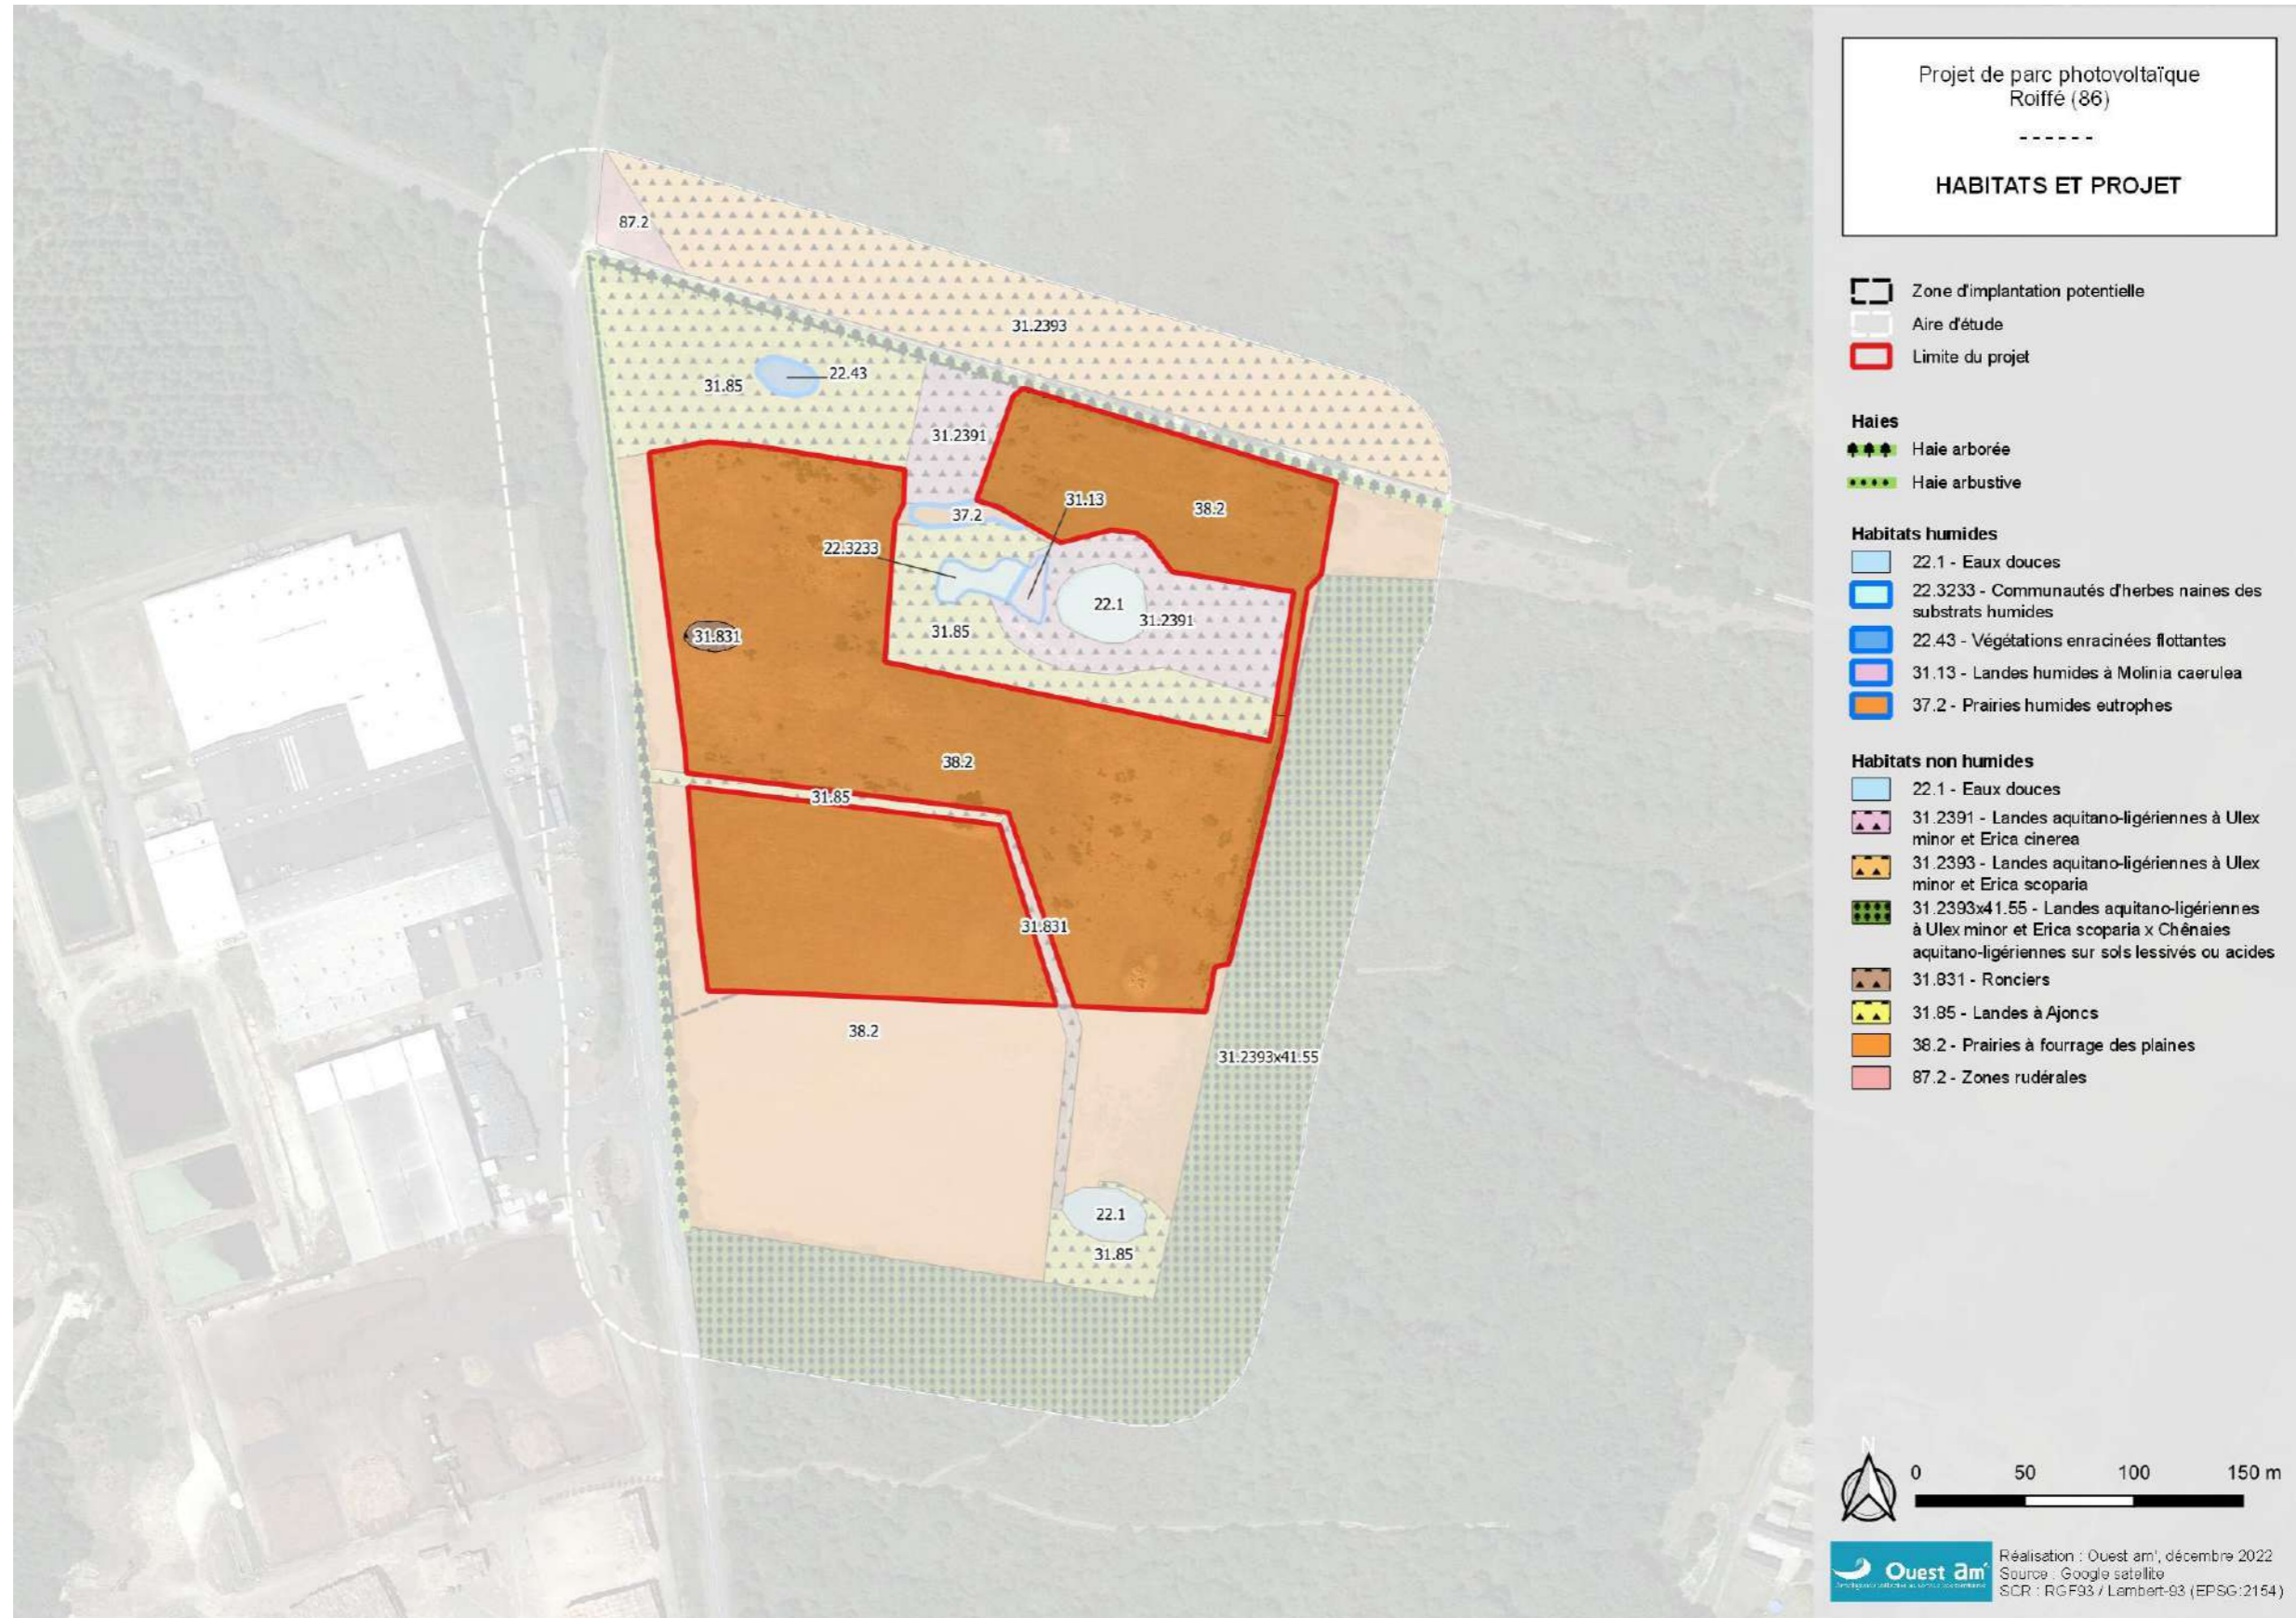 Projet de parc photovoltaïque
Roiffé (86)
------
HABITATS ET PROJET
Zone d'implantation potentielle
Aire d'étude
Limite du projet
Haies
Haie arborée
Haie arbustive
Habitats humides
22.1 - Eaux douces
22.3233 - Communautés d'herbes naines des
substrats humides
22.43 - Végétations enracinées flottantes
31.13 - Landes humides à Molinia caerulea
37.2 - Prairies humides eutrophes
Habitats non humides
22.1 - Eaux douces
31.2391 - Landes aquitano-ligériennes à Ulex
minor et Erica cinerea
31.2393 - Landes aquitano-ligériennes à Ulex
minor et Erica scoparia
31.2393x41.55 - Landes aquitano-ligériennes
à Ulex minor et Erica scoparia x Chênaies
aquitano-ligériennes sur sols lessivés ou acides
31.831 - Ronciers
31.85 - Landes à Ajoncs
38.2 - Prairies à fourrage des plaines
87.2 - Zones rudérales
N
0 50 100 150 m
Ouest am'
Réalisation : Ouest am', décembre 2022
Source : Google satellite
SCR : RGF93 / Lambert-93 (EPSG:2154)
87.2
31.2393
22.43
31.85
31.2391
31.13
38.2
37.2
22.3233
22.1
31.2391
31.85
31.831
38.2
31.85
31.831
38.2
31.2393x41.55
22.1
31.85